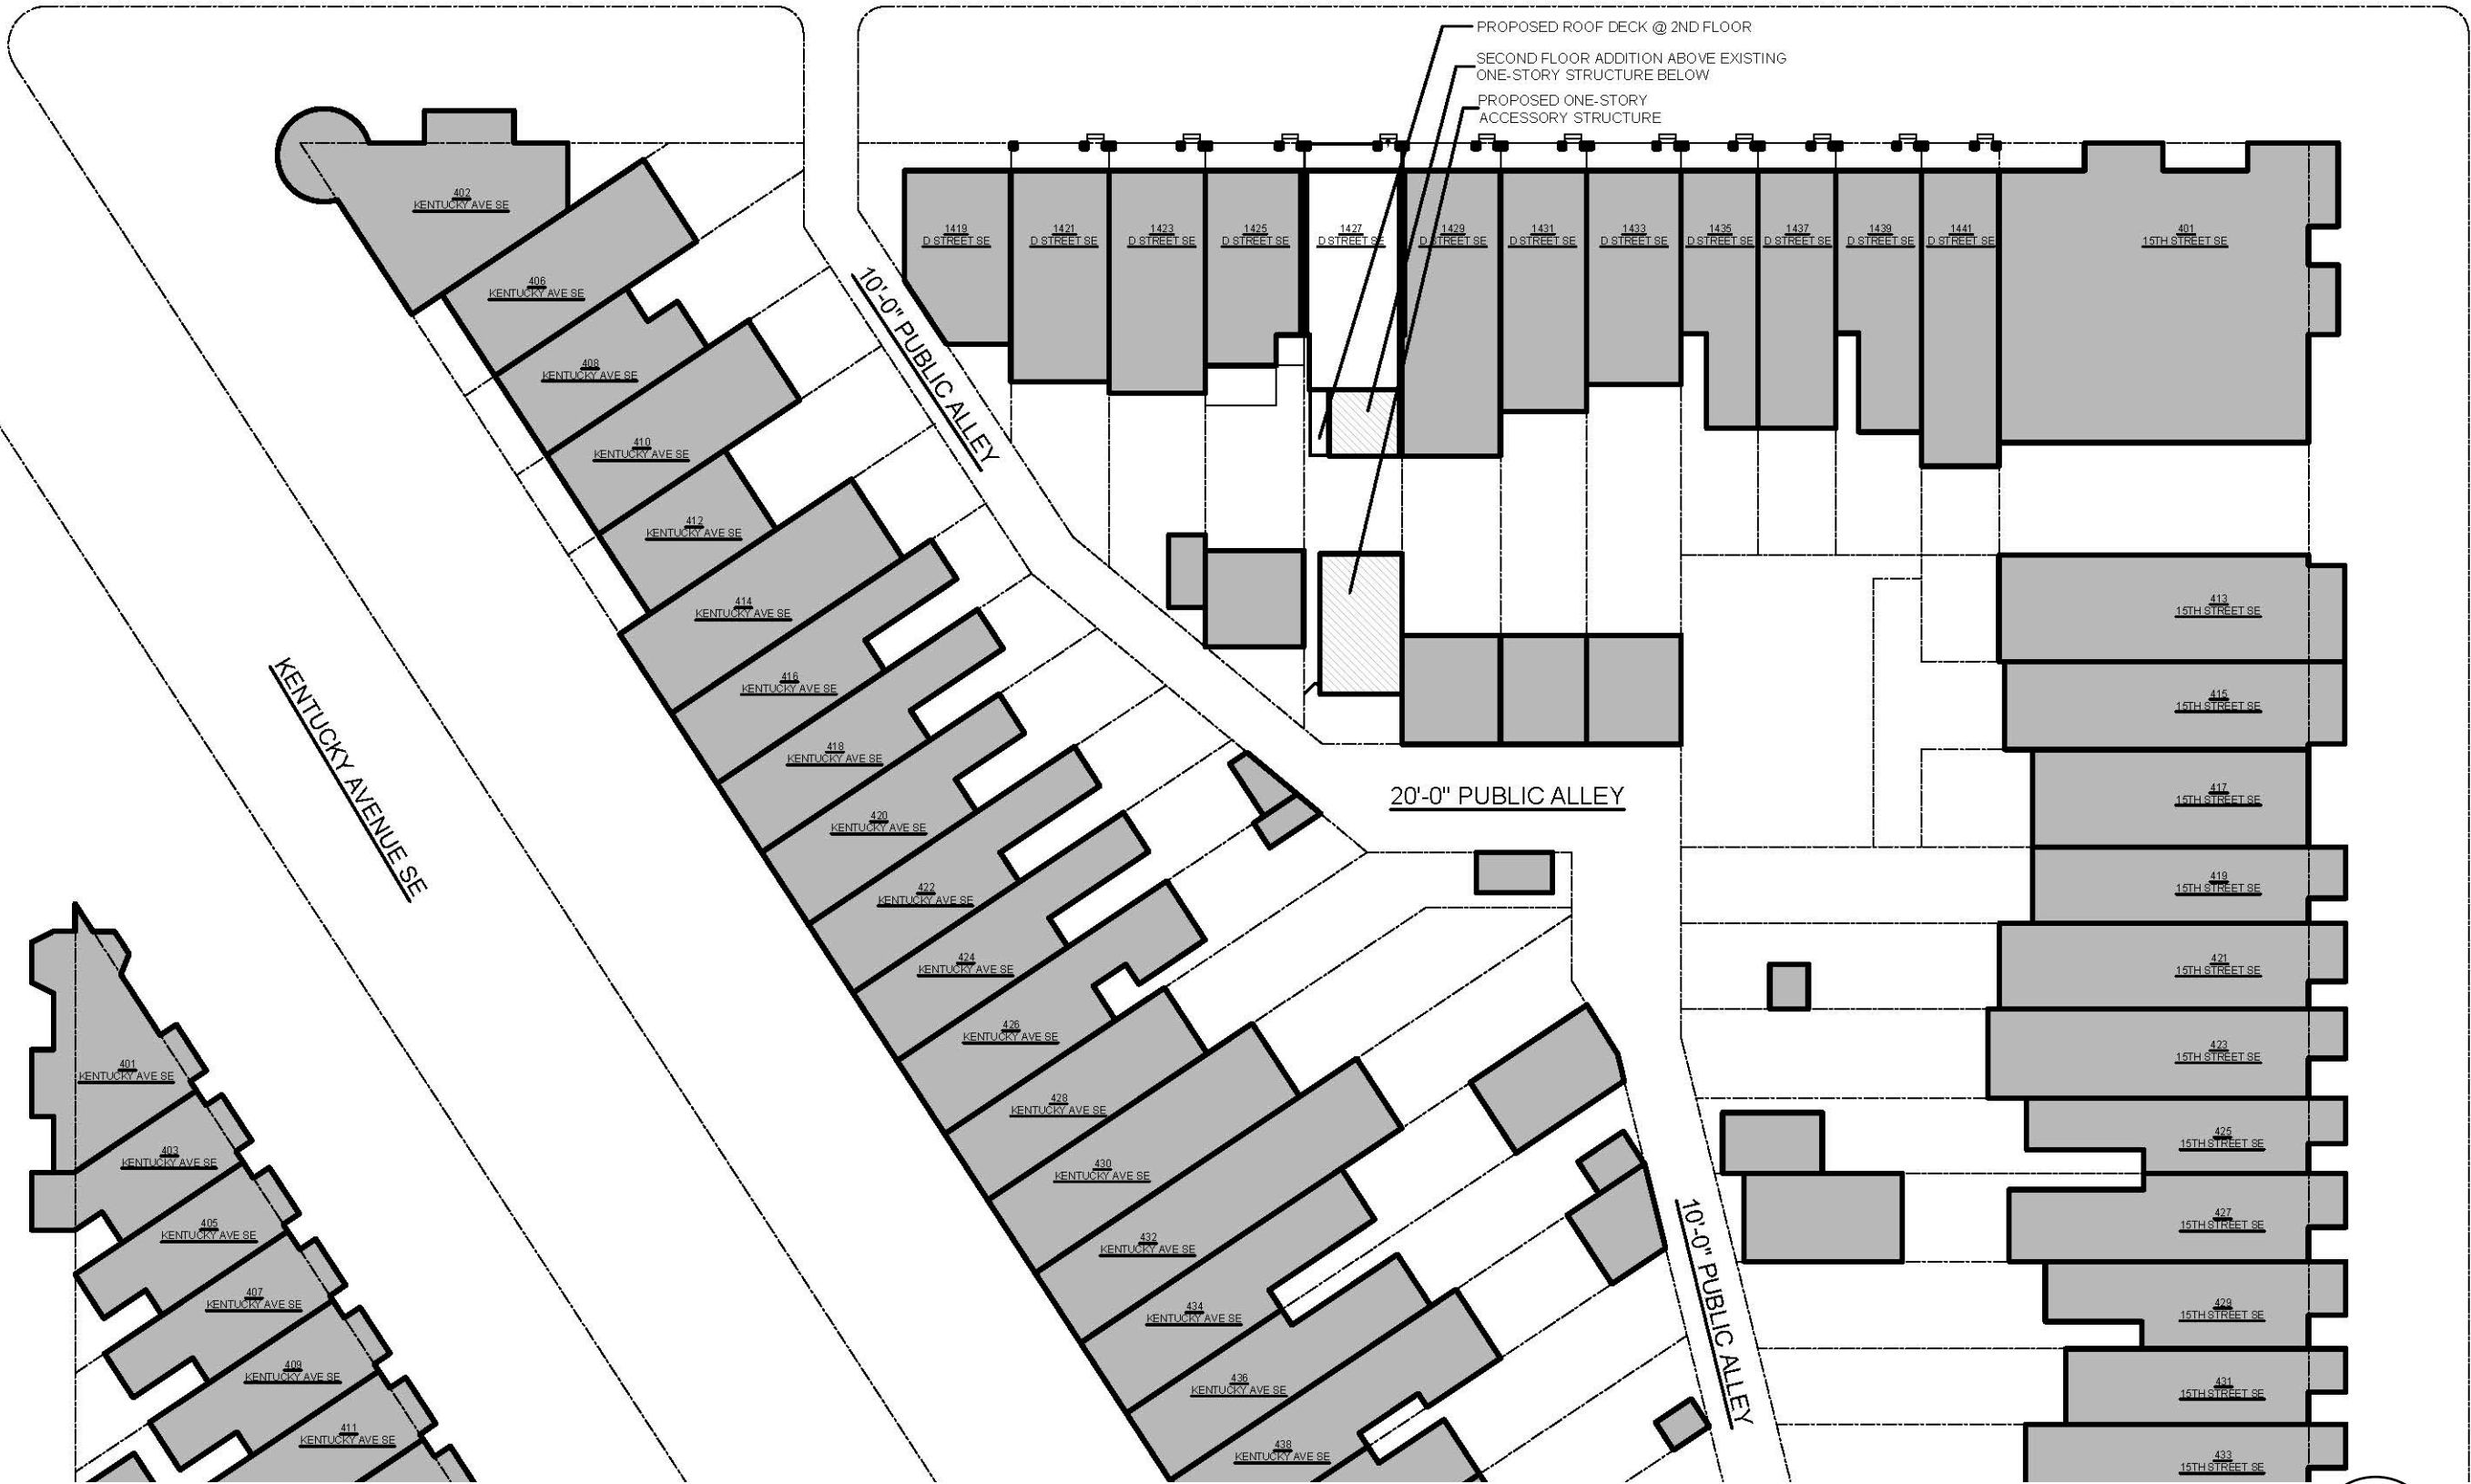 PROPOSED ROOF DECK @ 2ND FLOOR
SECOND FLOOR ADDITION ABOVE EXISTING
ONE-STORY STRUCTURE BELOW
PROPOSED ONE-STORY
ACCESSORY STRUCTURE
402
KENTUCKY AVE SE
406
KENTUCKY AVE SE
408
KENTUCKY AVE SE
410
KENTUCKY AVE SE
412
KENTUCKY AVE SE
414
KENTUCKY AVE SE
416
KENTUCKY AVE SE
418
KENTUCKY AVE SE
420
KENTUCKY AVE SE
422
KENTUCKY AVE SE
424
KENTUCKY AVE SE
426
KENTUCKY AVE SE
428
KENTUCKY AVE SE
430
KENTUCKY AVE SE
432
KENTUCKY AVE SE
434
KENTUCKY AVE SE
436
KENTUCKY AVE SE
438
KENTUCKY AVE SE
1419
D STREET SE
1421
D STREET SE
1423
D STREET SE
1425
D STREET SE
1427
D STREET SE
1429
D STREET SE
1431
D STREET SE
1433
D STREET SE
1435
D STREET SE
1437
D STREET SE
1439
D STREET SE
1441
D STREET SE
401
15TH STREET SE
413
15TH STREET SE
415
15TH STREET SE
417
15TH STREET SE
419
15TH STREET SE
421
15TH STREET SE
423
15TH STREET SE
425
15TH STREET SE
427
15TH STREET SE
429
15TH STREET SE
431
15TH STREET SE
433
15TH STREET SE
10'-0" PUBLIC ALLEY
20'-0" PUBLIC ALLEY
10'-0" PUBLIC ALLEY
KENTUCKY AVENUE SE
401
KENTUCKY AVE SE
403
KENTUCKY AVE SE
405
KENTUCKY AVE SE
407
KENTUCKY AVE SE
409
KENTUCKY AVE SE
411
KENTUCKY AVE SE